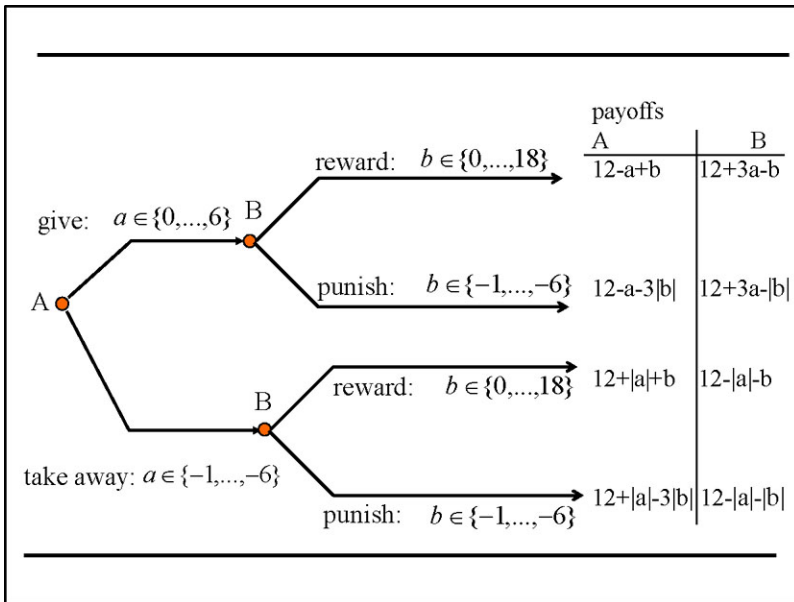 payoffs
A B
reward: b ∈ {0,...,18} 12-a+b 12+3a-b
give: a ∈ {0,...,6} B
punish: b ∈ {−1,...,−6} 12-a-3|b| 12+3a-|b|
A
B reward: b ∈ {0,...,18} 12+|a|+b 12-|a|-b
take away: a ∈ {−1,...,−6}
punish: b ∈ {−1,...,−6} 12+|a|-3|b| 12-|a|-|b|